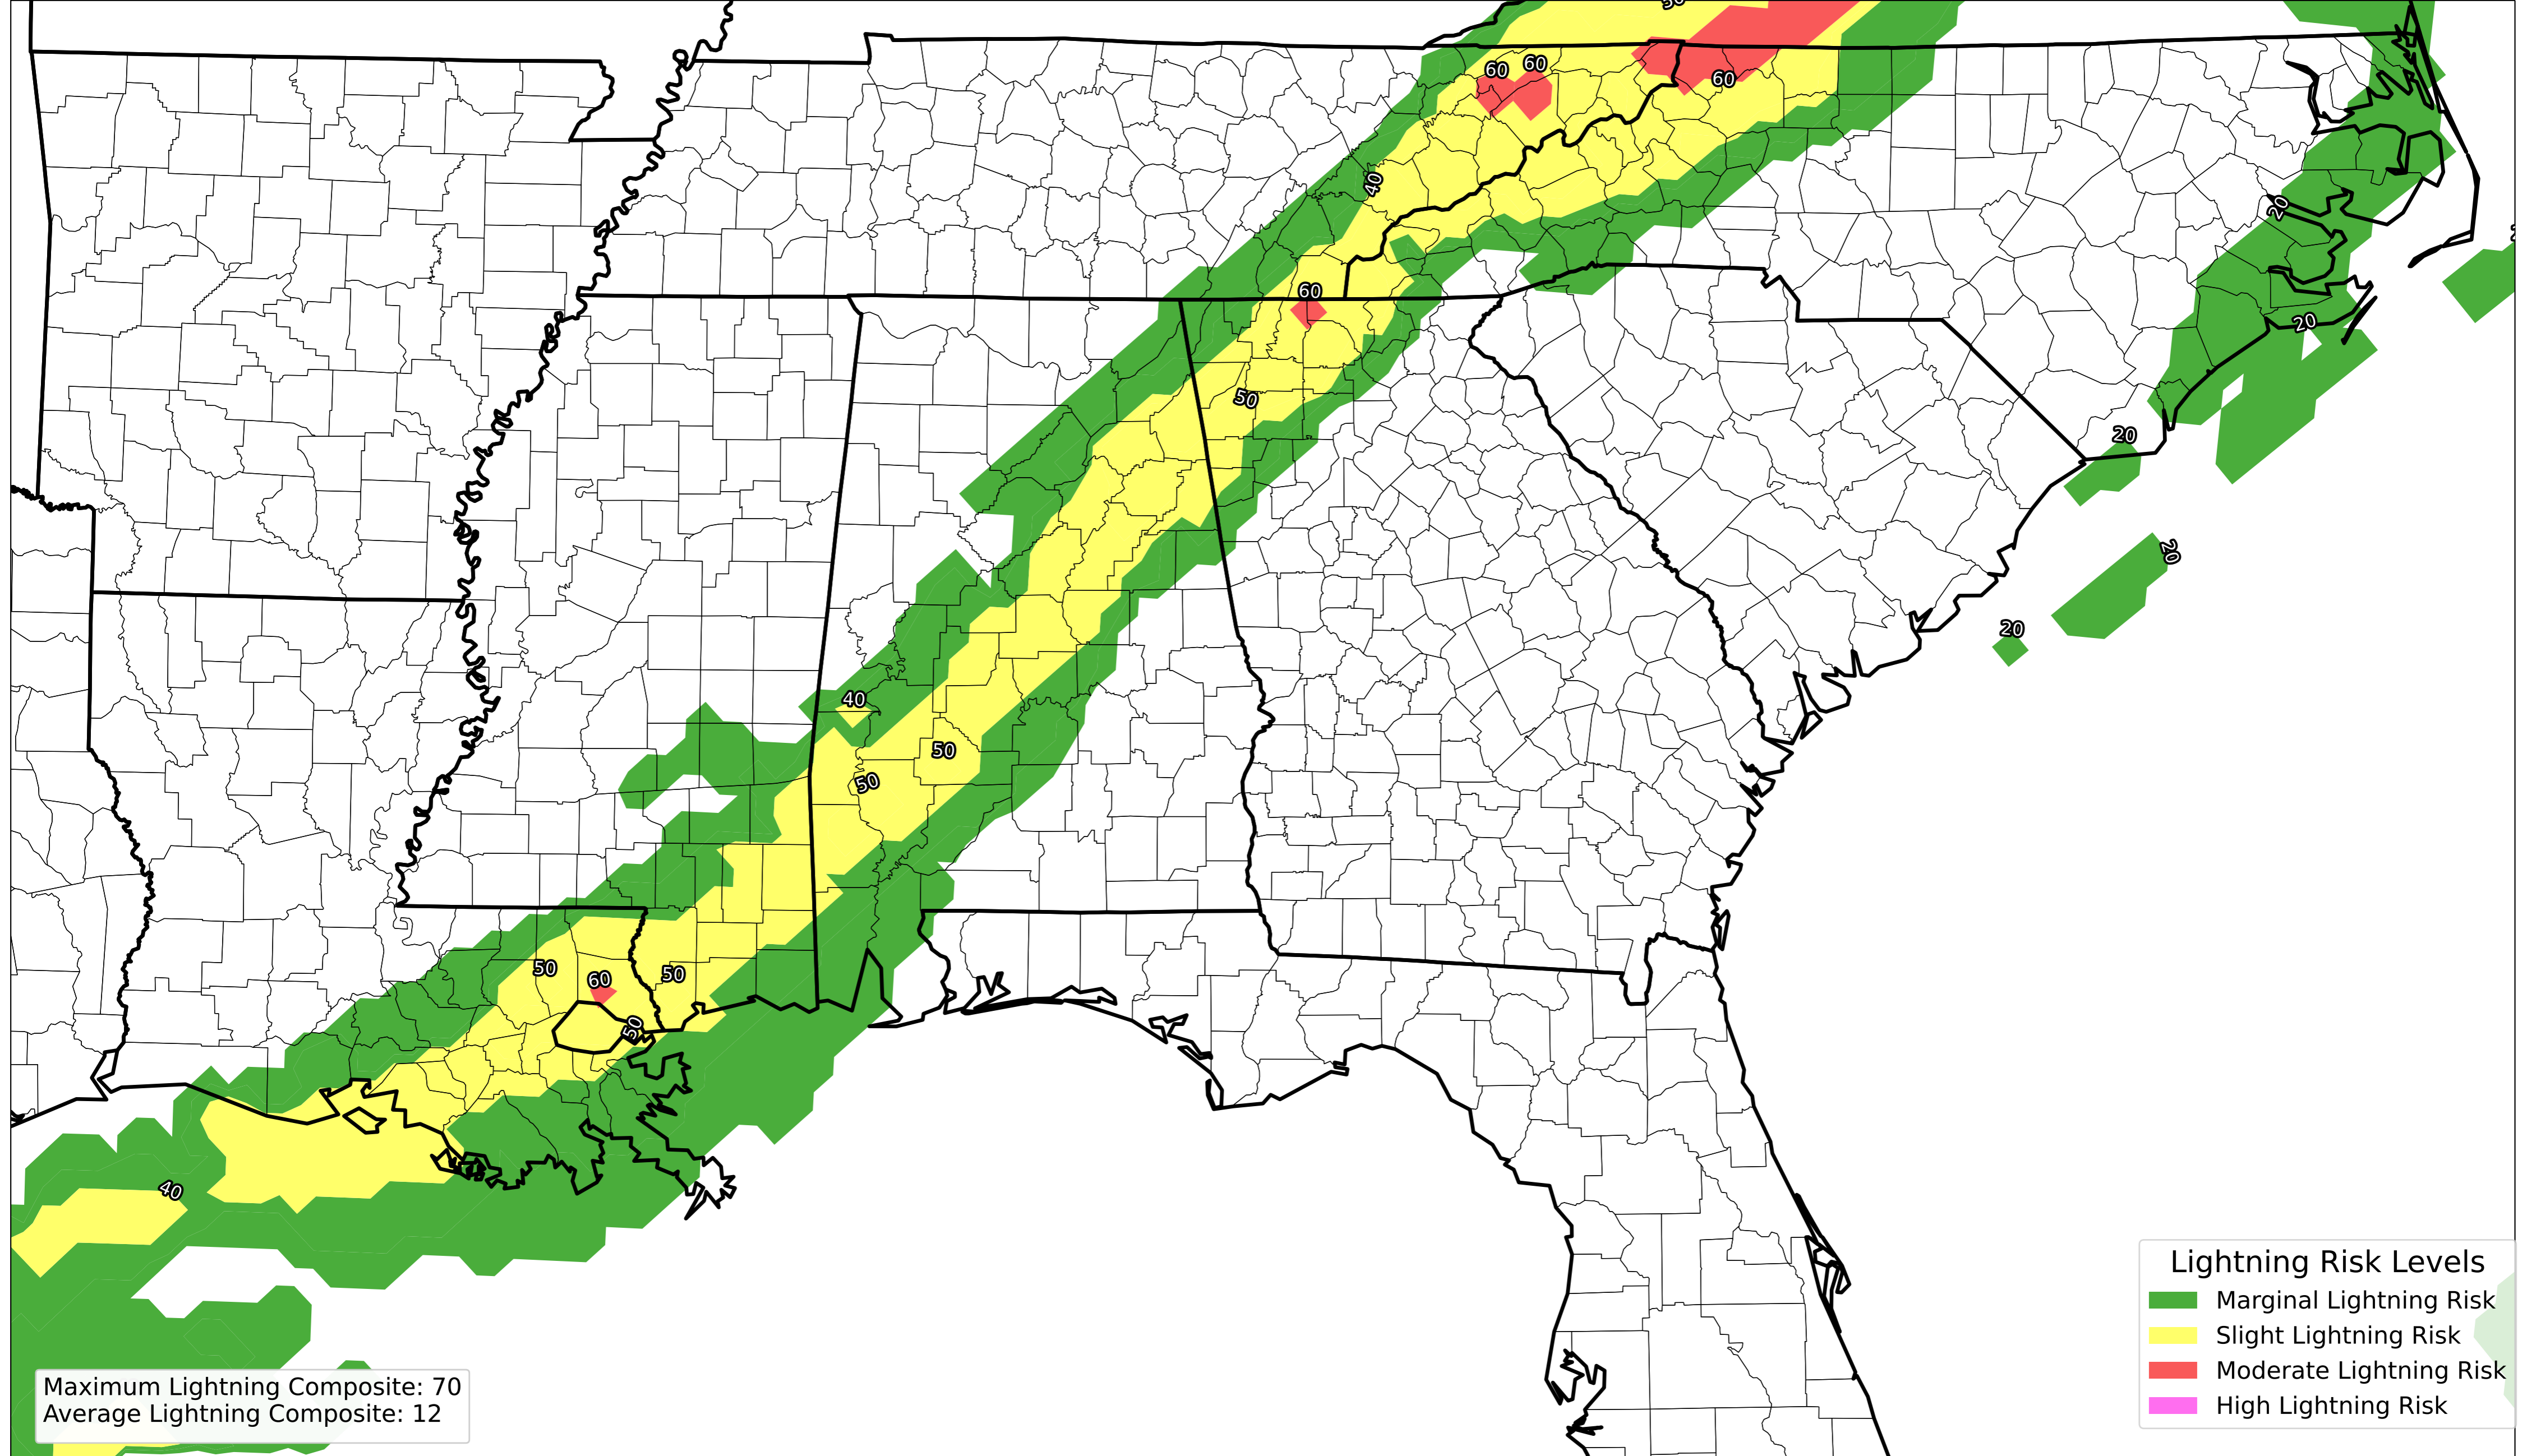 50
60
60
60
40
20
60
20
50
20
20
20
40
50
50
50
60
50
50
40
Lightning Risk Levels
Marginal Lightning Risk
Slight Lightning Risk
Moderate Lightning Risk
High Lightning Risk
Maximum Lightning Composite: 70
Average Lightning Composite: 12